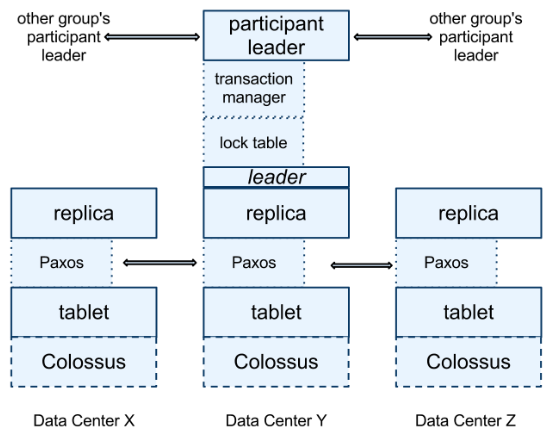 other group's
participant
leader
participant
leader
other group's
participant
leader
transaction
manager
lock table
leader
replica
replica
replica
Paxos
Paxos
Paxos
tablet
tablet
tablet
Colossus
Colossus
Colossus
Data Center X
Data Center Y
Data Center Z